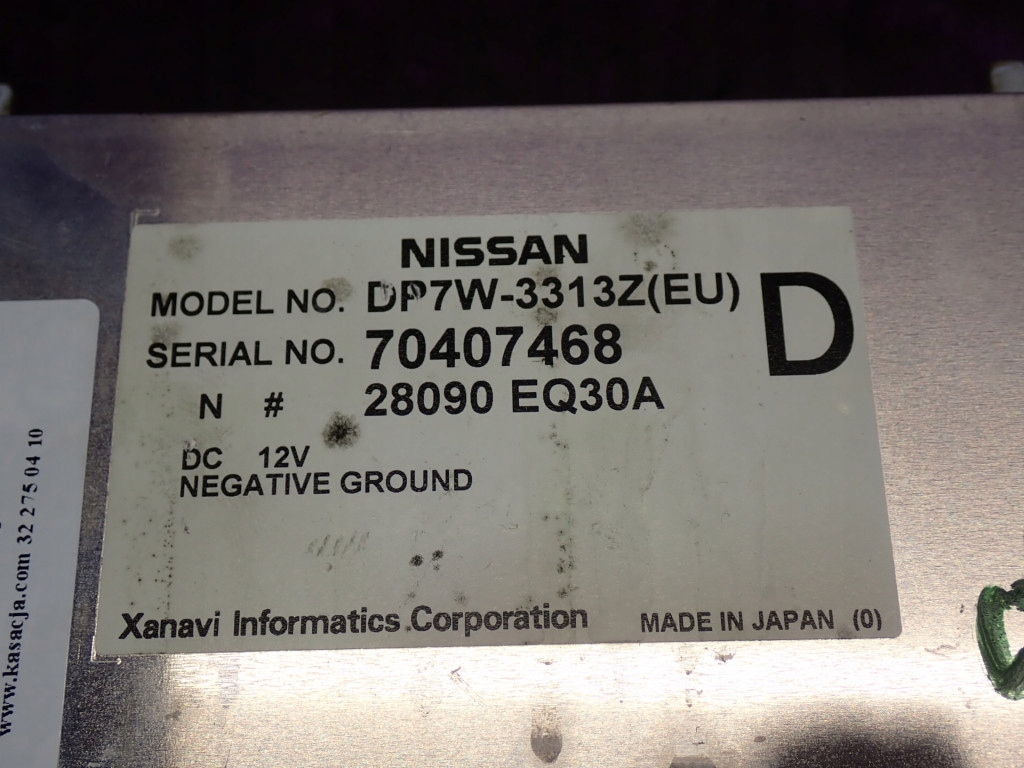 NISSAN
MODEL NO. DP7W-3313Z(EU)
D
SERIAL NO. 70407468
N # 28090 EQ30A
DC 12V
NEGATIVE GROUND
Xanavi Informatics Corporation MADE IN JAPAN (0)
www.kasacja.com 32 275 04 10